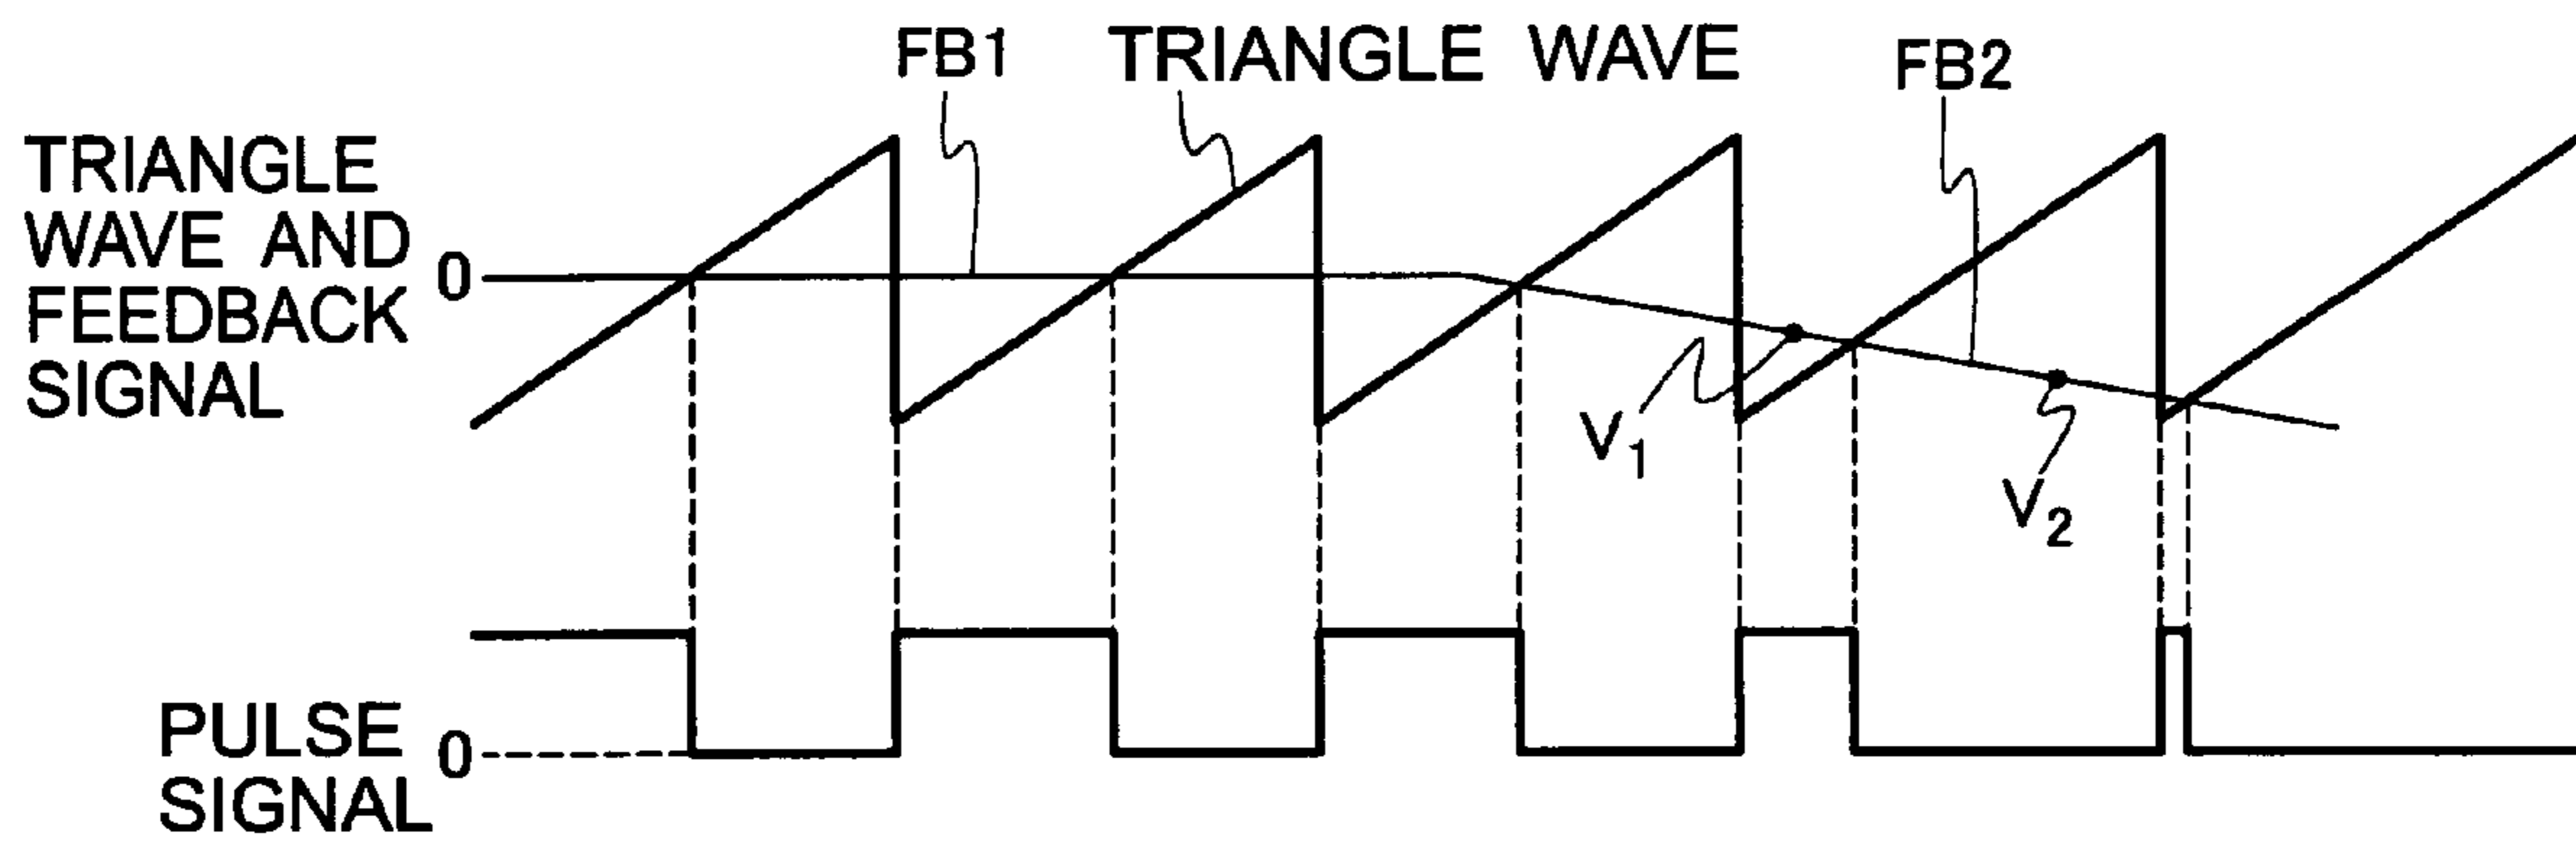 FB1
TRIANGLE WAVE
FB2
TRIANGLE
WAVE AND
FEEDBACK
SIGNAL
0
V1
V2
PULSE
SIGNAL
0